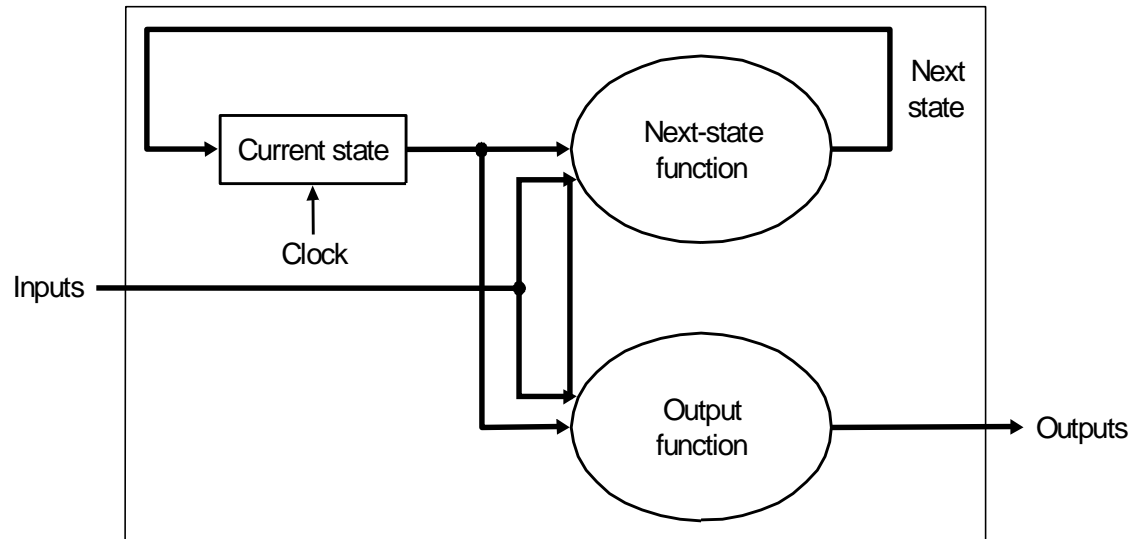 Next
state
Next-state
function
Current state
Clock
Inputs
Output
function
Outputs